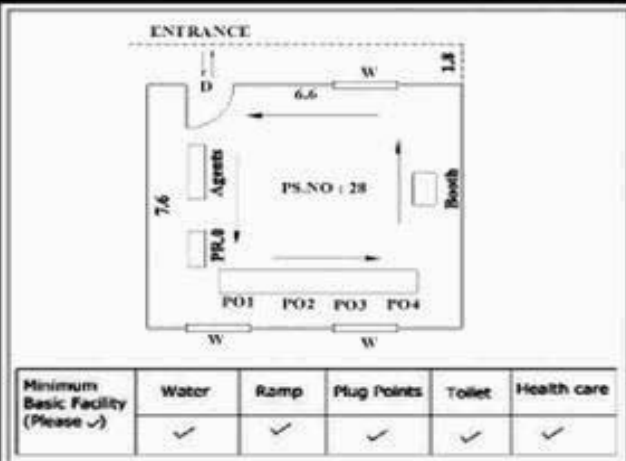 ENTRANCE
1.8
D
W
6.6
Agents
7.6
PS.NO : 28
Booth
PR.0
PO1 PO2 PO3 PO4
W W
Minimum Basic Facility (Please ✓) Water Ramp Plug Points Toilet Health care
✓ ✓ ✓ ✓ ✓